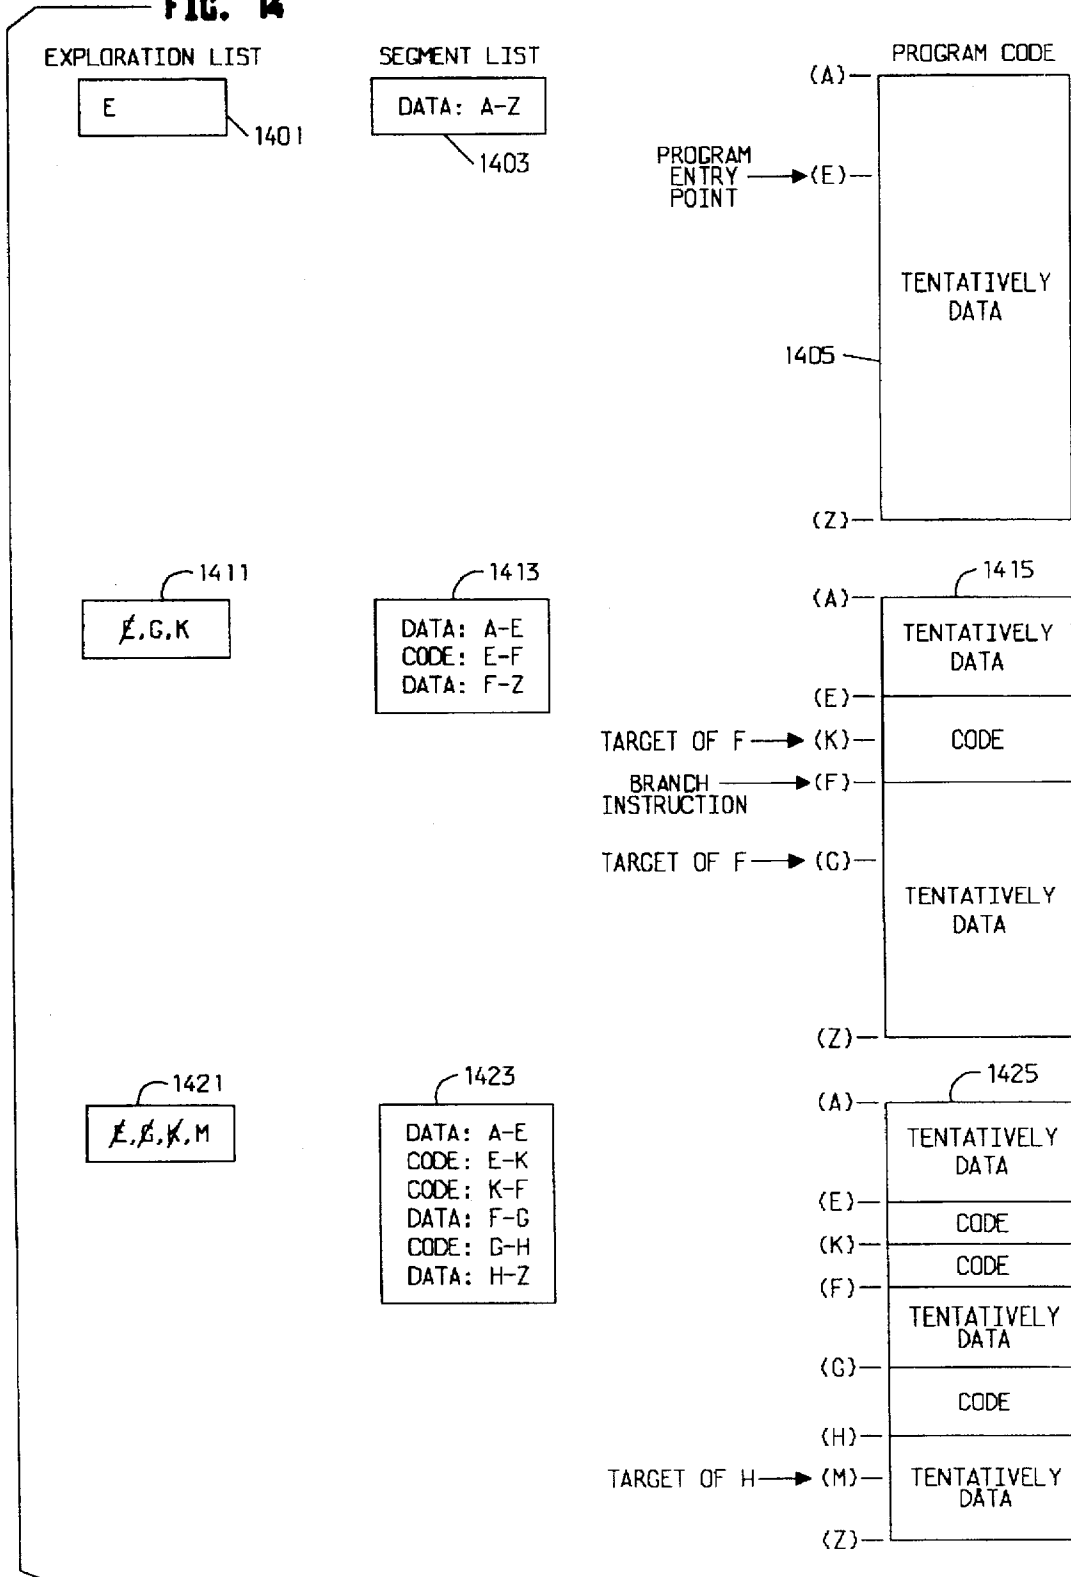 FIG. 14
EXPLORATION LIST
SEGMENT LIST
PROGRAM CODE
E
1401
DATA: A-Z
1403
(A)
PROGRAM
ENTRY
POINT
(E)
TENTATIVELY
DATA
1405
(Z)
1411
E,G,K
1413
DATA: A-E
CODE: E-F
DATA: F-Z
1415
(A)
TENTATIVELY
DATA
(E)
TARGET OF F
(K)
CODE
BRANCH
INSTRUCTION
(F)
TARGET OF F
(G)
TENTATIVELY
DATA
(Z)
1421
E,G,K,M
1423
DATA: A-E
CODE: E-K
CODE: K-F
DATA: F-G
CODE: G-H
DATA: H-Z
1425
(A)
TENTATIVELY
DATA
(E)
CODE
(K)
CODE
(F)
TENTATIVELY
DATA
(G)
CODE
(H)
TARGET OF H
(M)
TENTATIVELY
DATA
(Z)